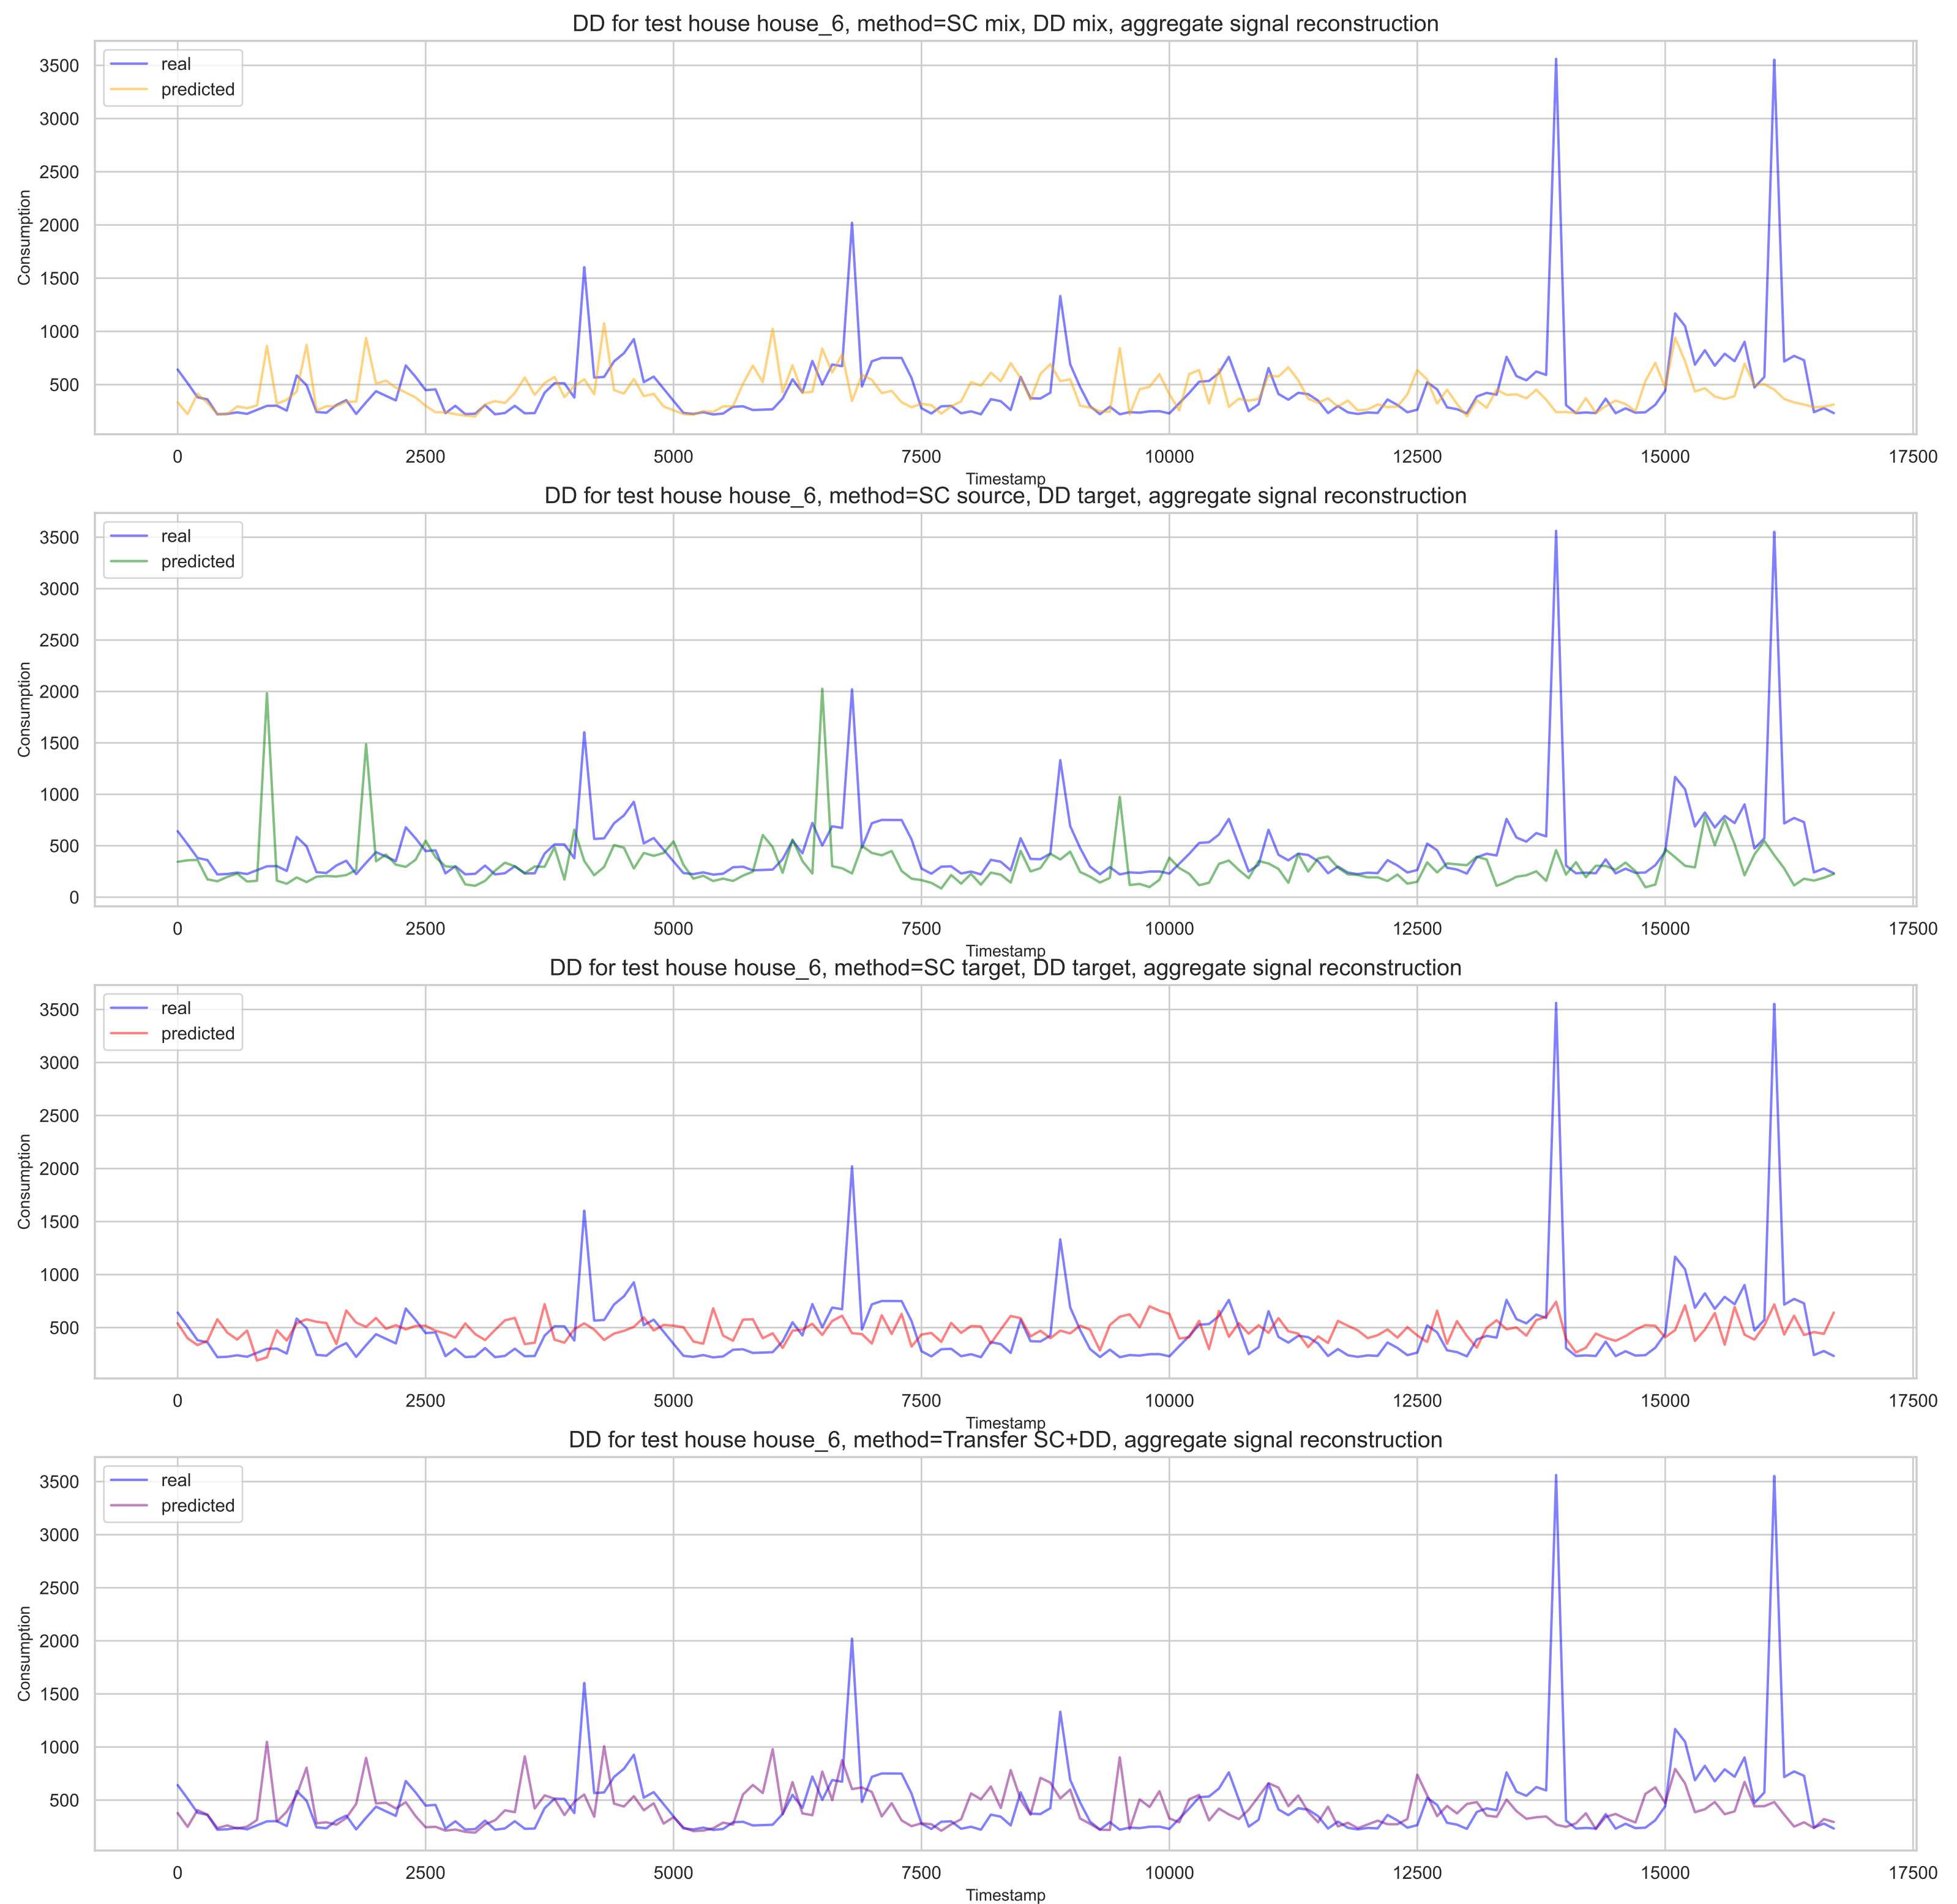 DD for test house house_6, method=SC mix, DD mix, aggregate signal reconstruction
real
predicted
3500
3000
2500
2000
1500
1000
500
Consumption
0 2500 5000 7500 10000 12500 15000 17500
Timestamp
DD for test house house_6, method=SC source, DD target, aggregate signal reconstruction
real
predicted
3500
3000
2500
2000
1500
1000
500
0
Consumption
0 2500 5000 7500 10000 12500 15000 17500
Timestamp
DD for test house house_6, method=SC target, DD target, aggregate signal reconstruction
real
predicted
3500
3000
2500
2000
1500
1000
500
Consumption
0 2500 5000 7500 10000 12500 15000 17500
Timestamp
DD for test house house_6, method=Transfer SC+DD, aggregate signal reconstruction
real
predicted
3500
3000
2500
2000
1500
1000
500
Consumption
0 2500 5000 7500 10000 12500 15000 17500
Timestamp